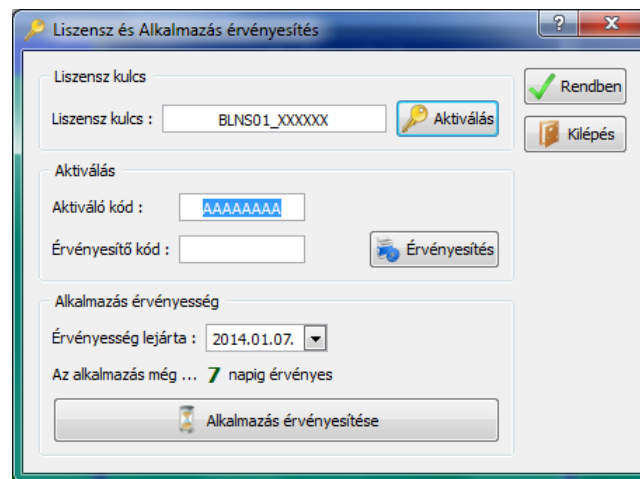 Liszensz és Alkalmazás érvényesítés
?
Liszensz kulcs
Rendben
Liszensz kulcs : BLNS01_XXXXXX Aktiválás
Kilépés
Aktiválás
Aktiváló kód : AAAAAAAA
Érvényesítő kód : Érvényesítés
Alkalmazás érvényesség
Érvényesség lejárta : 2014.01.07.
Az alkalmazás még ... 7 napig érvényes
Alkalmazás érvényesítése